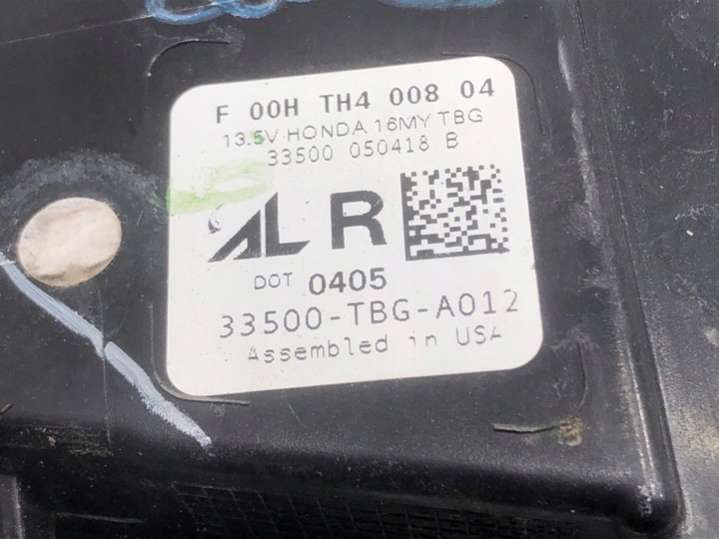 F 00H TH4 008 04
13.5V HONDA 16MY TBG
33500 050418 B
AL R
DOT 0405
33500-TBG-A012
Assembled in USA